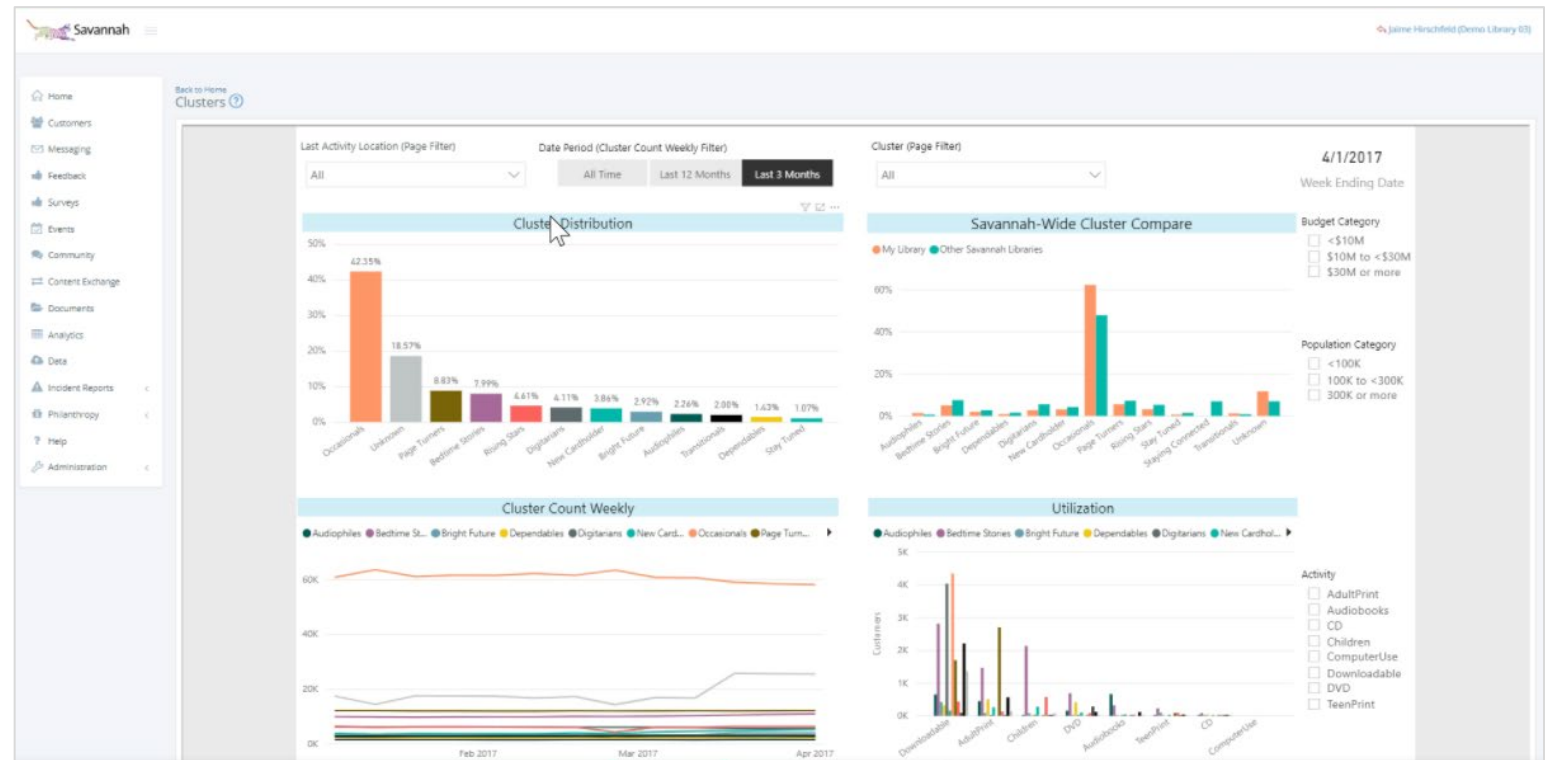 Savannah
Jaime Hirschfeld (Demo Library 03)
Home
Customers
Messaging
Feedback
Surveys
Events
Community
Content Exchange
Documents
Analytics
Data
Incident Reports
Philanthropy
? Help
Administration
Back to Home
Clusters ?
Last Activity Location (Page Filter)
All
Date Period (Cluster Count Weekly Filter)
All Time Last 12 Months Last 3 Months
Cluster (Page Filter)
All
4/1/2017
Week Ending Date
Cluster Distribution
50%
40%
30%
20%
10%
0%
42.35%
18.57%
8.83%
7.99%
4.61%
4.11%
3.86%
2.92%
2.26%
2.08%
1.43%
1.07%
Occasionals
Unknown
Page Turners
Bedtime Stories
Rising Stars
Digitarians
New Cardholder
Bright Future
Audiophiles
Transitionals
Dependables
Stay Tuned
Savannah-Wide Cluster Compare
My Library Other Savannah Libraries
60%
40%
20%
0%
Audiophiles
Bedtime Stories
Bright Future
Dependables
Digitarians
New Cardholder
Occasionals
Page Turners
Rising Stars
Stay Tuned
Staying Connected
Transitionals
Unknown
Budget Category
<$10M
$10M to <$30M
$30M or more
Population Category
<100K
100K to <300K
300K or more
Cluster Count Weekly
Audiophiles Bedtime St... Bright Future Dependables Digitarians New Card... Occasionals Page Turn...
60K
40K
20K
0K
Feb 2017 Mar 2017 Apr 2017
Utilization
Audiophiles Bedtime Stories Bright Future Dependables Digitarians New Cardhol...
Customers
5K
4K
3K
2K
1K
0K
Downloadable
AdultPrint
Children
DVD
Audiobooks
TeenPrint
CD
ComputerUse
Activity
AdultPrint
Audiobooks
CD
Children
ComputerUse
Downloadable
DVD
TeenPrint